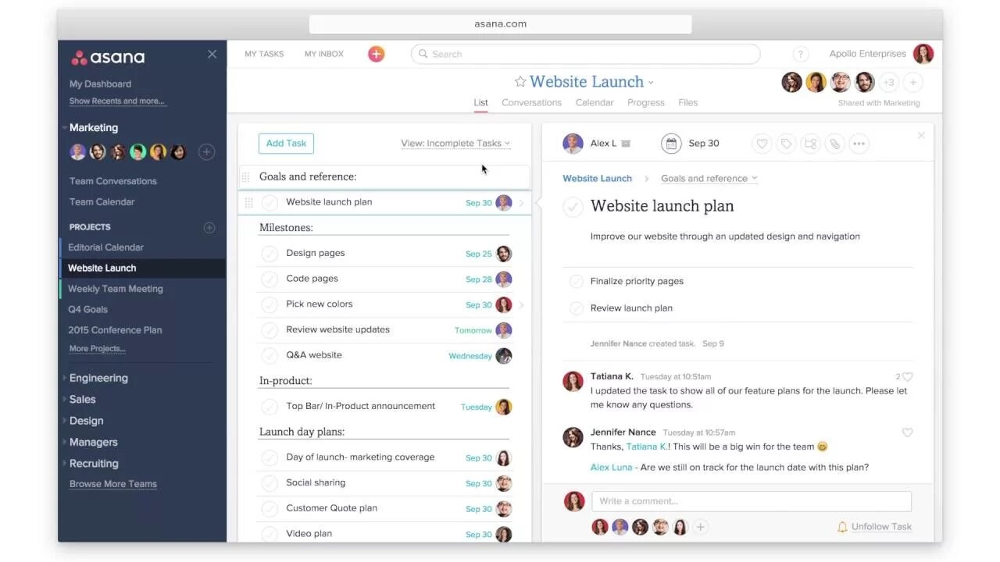 asana.com
asana
My Dashboard
Show Recents and more...
Marketing
Team Conversations
Team Calendar
PROJECTS
Editorial Calendar
Website Launch
Weekly Team Meeting
Q4 Goals
2015 Conference Plan
More Projects...
Engineering
Sales
Design
Managers
Recruiting
Browse More Teams
MY TASKS MY INBOX + Search ? Apollo Enterprises
Website Launch
+3 +
List Conversations Calendar Progress Files
Shared with Marketing
Add Task View: Incomplete Tasks
Goals and reference:
Website launch plan Sep 30
Milestones:
Design pages Sep 25
Code pages Sep 28
Pick new colors Sep 30
Review website updates Tomorrow
Q&A website Wednesday
In-product:
Top Bar/ In-Product announcement Tuesday
Launch day plans:
Day of launch- marketing coverage Sep 30
Social sharing Sep 30
Customer Quote plan Sep 30
Video plan Sep 30
Alex L Sep 30
Website Launch > Goals and reference
Website launch plan
Improve our website through an updated design and navigation
Finalize priority pages
Review launch plan
Jennifer Nance created task. Sep 9
Tatiana K. Tuesday at 10:51am 2
I updated the task to show all of our feature plans for the launch. Please let
me know any questions.
Jennifer Nance Tuesday at 10:57am
Thanks, Tatiana K.! This will be a big win for the team 😄
Alex Luna - Are we still on track for the launch date with this plan?
Write a comment...
Unfollow Task